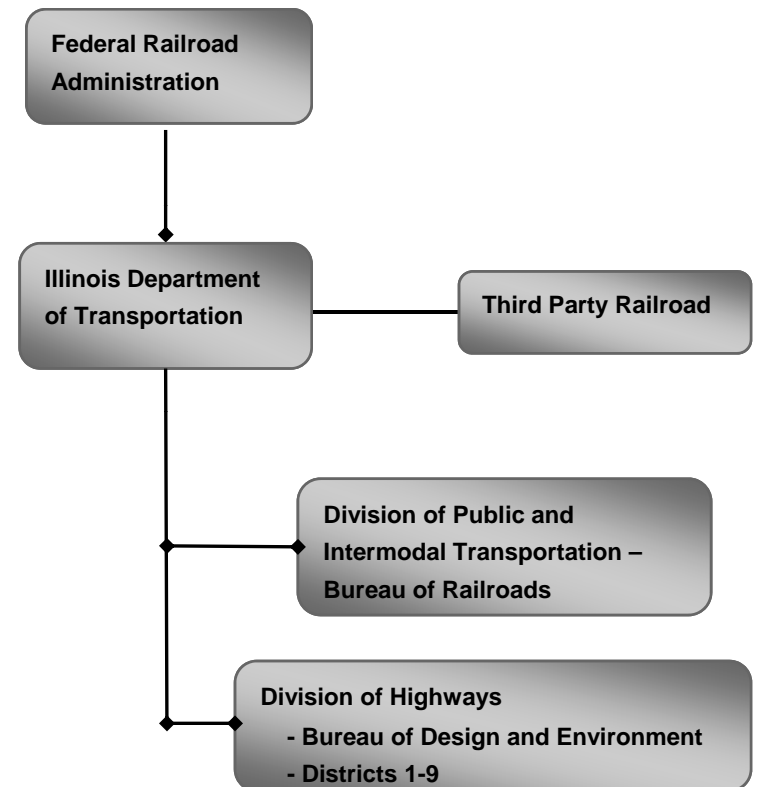 Federal Railroad
Administration
Illinois Department
of Transportation
Third Party Railroad
Division of Public and
Intermodal Transportation –
Bureau of Railroads
Division of Highways
- Bureau of Design and Environment
- Districts 1-9